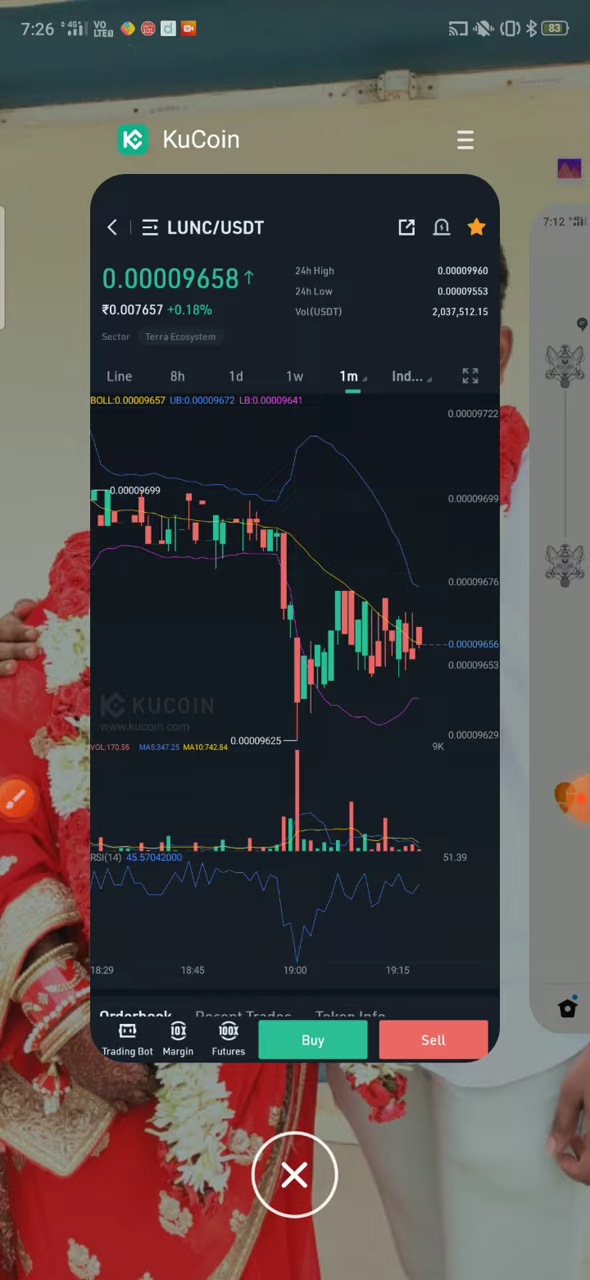 7:26 4G+ VO LTE 1 83
KuCoin
7:12 4G+
LUNC/USDT
0.00009658↑
₹0.007657 +0.18%
24h High 0.00009960
24h Low 0.00009553
Vol(USDT) 2,037,512.15
Sector Terra Ecosystem
Line 8h 1d 1w 1m Ind...
BOLL:0.00009657 UB:0.00009672 LB:0.00009641
0.00009722
0.00009699
0.00009699
0.00009676
0.00009656
0.00009653
KUCOIN
www.kucoin.com
0.00009629
0.00009625
VOL:170.55 MA5:347.25 MA10:742.84
9K
RSI(14) 45.57042000
51.39
18:29 18:45 19:00 19:15
Orderbook Recent Trades Token Info
10X 100X
Trading Bot Margin Futures Buy Sell